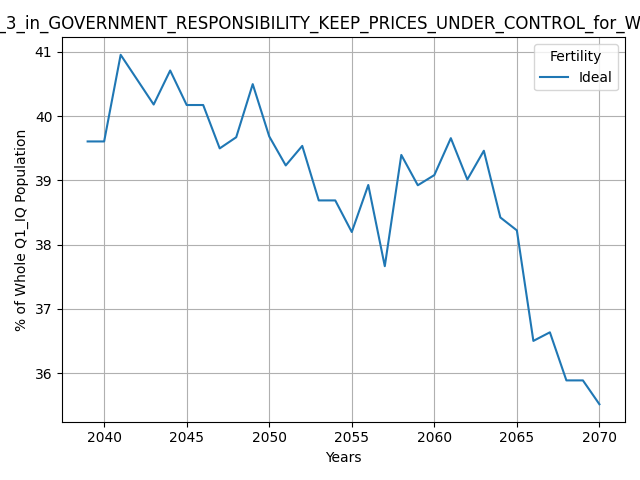 _3_in_GOVERNMENT_RESPONSIBILITY_KEEP_PRICES_UNDER_CONTROL_for_W
Fertility
Ideal
41
40
39
38
37
36
% of Whole Q1_IQ Population
2040 2045 2050 2055 2060 2065 2070
Years